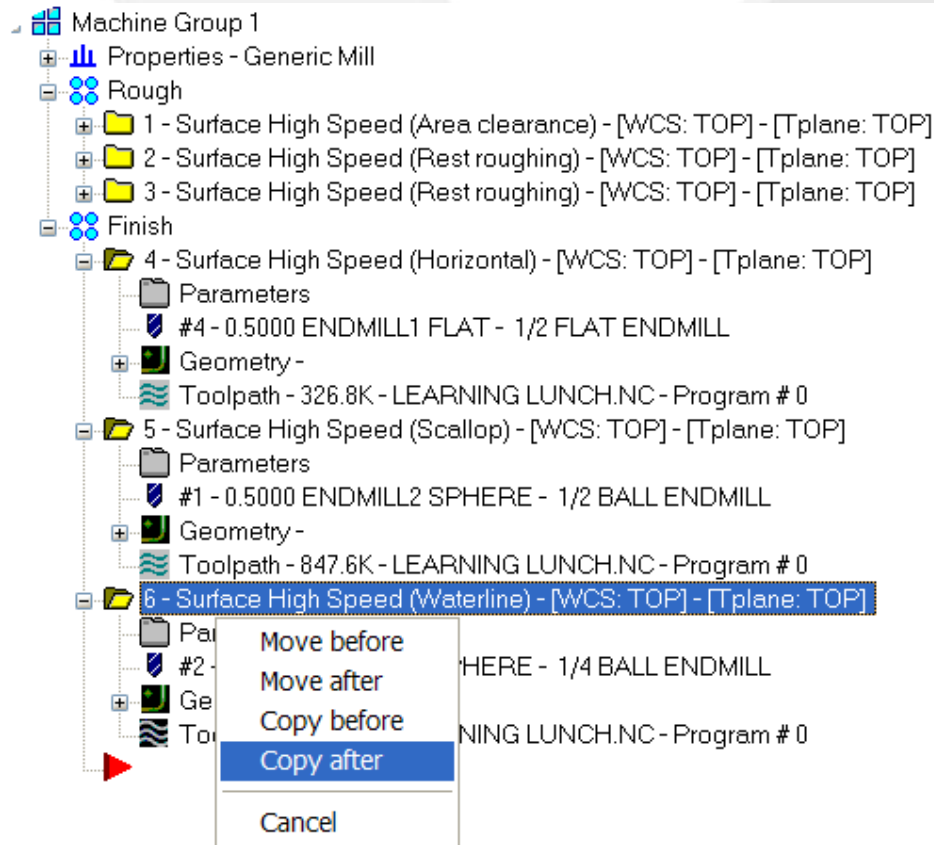 Machine Group 1
Properties - Generic Mill
Rough
1 - Surface High Speed (Area clearance) - [WCS: TOP] - [Tplane: TOP]
2 - Surface High Speed (Rest roughing) - [WCS: TOP] - [Tplane: TOP]
3 - Surface High Speed (Rest roughing) - [WCS: TOP] - [Tplane: TOP]
Finish
4 - Surface High Speed (Horizontal) - [WCS: TOP] - [Tplane: TOP]
Parameters
#4 - 0.5000 ENDMILL1 FLAT - 1/2 FLAT ENDMILL
Geometry -
Toolpath - 326.8K - LEARNING LUNCH.NC - Program # 0
5 - Surface High Speed (Scallop) - [WCS: TOP] - [Tplane: TOP]
Parameters
#1 - 0.5000 ENDMILL2 SPHERE - 1/2 BALL ENDMILL
Geometry -
Toolpath - 847.6K - LEARNING LUNCH.NC - Program # 0
6 - Surface High Speed (Waterline) - [WCS: TOP] - [Tplane: TOP]
Par
#2 - HERE - 1/4 BALL ENDMILL
Ge
Too NING LUNCH.NC - Program # 0
Move before
Move after
Copy before
Copy after
Cancel